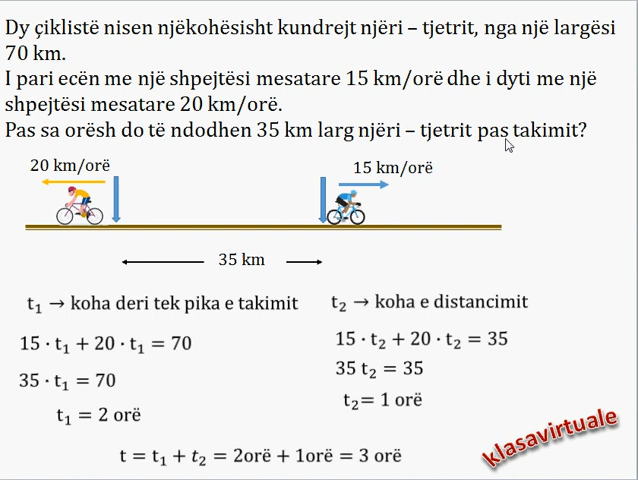 Dy çiklistë nisen njëkohësisht kundrejt njëri – tjetrit, nga një largësi
70 km.
I pari ecën me një shpejtësi mesatare 15 km/orë dhe i dyti me një
shpejtësi mesatare 20 km/orë.
Pas sa orësh do të ndodhen 35 km larg njëri – tjetrit pas takimit?
20 km/orë
15 km/orë
35 km
t₁ → koha deri tek pika e takimit
15 · t₁ + 20 · t₁ = 70
35 · t₁ = 70
t₁ = 2 orë
t₂ → koha e distancimit
15 · t₂ + 20 · t₂ = 35
35 t₂ = 35
t₂= 1 orë
t = t₁ + t₂ = 2orë + 1orë = 3 orë
klasavirtuale